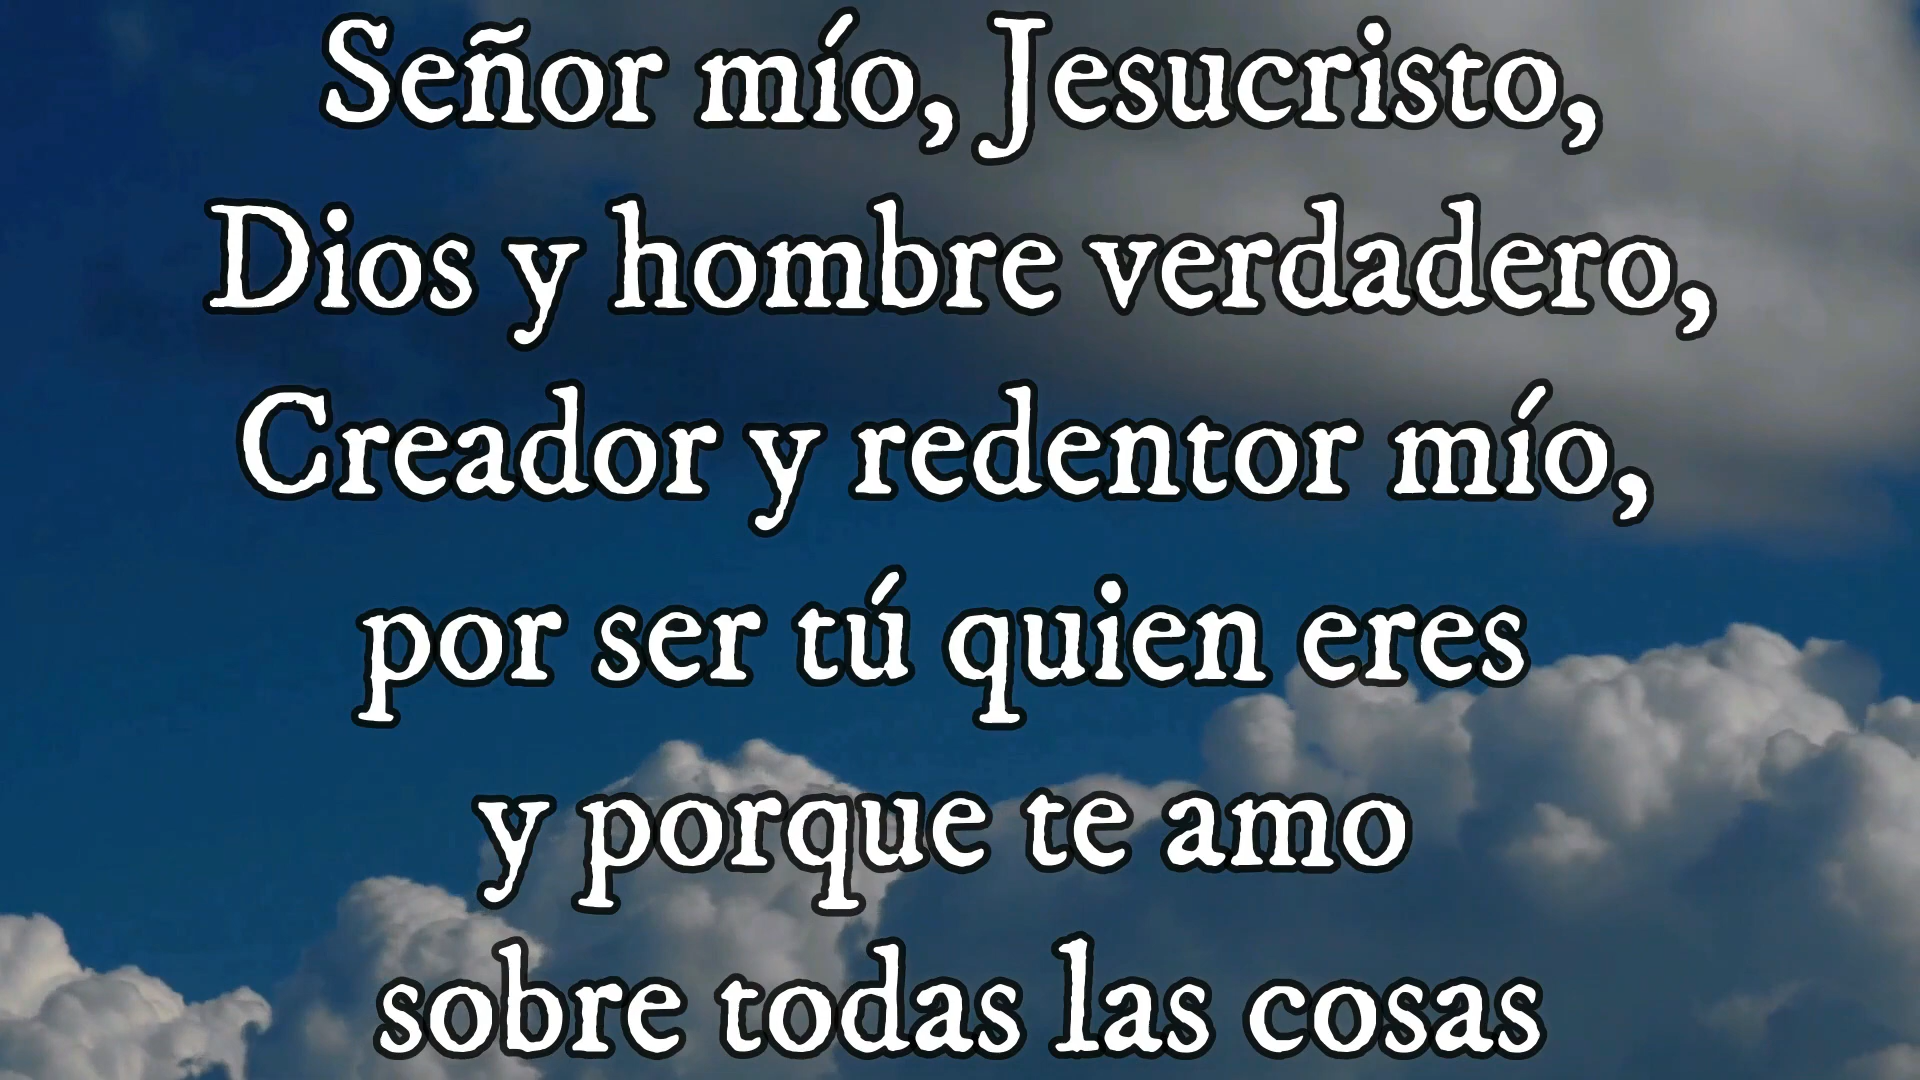 Señor mío, Jesucristo,
Dios y hombre verdadero,
Creador y redentor mío,
por ser tú quien eres
y porque te amo
sobre todas las cosas